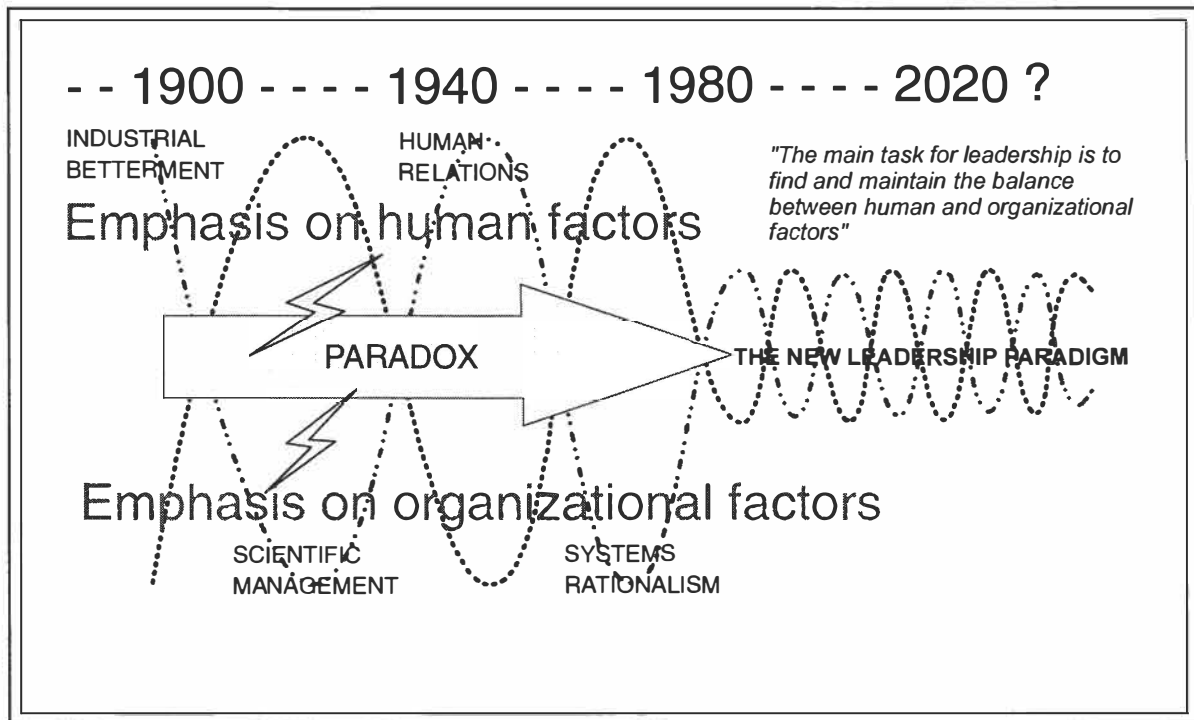 - - 1900 - - - - 1940 - - - - 1980 - - - - 2020 ?
INDUSTRIAL
BETTERMENT
HUMAN
RELATIONS
"The main task for leadership is to
find and maintain the balance
between human and organizational
factors"
Emphasis on human factors
PARADOX
THE NEW LEADERSHIP PARADIGM
Emphasis on organizational factors
SCIENTIFIC
MANAGEMENT
SYSTEMS
RATIONALISM